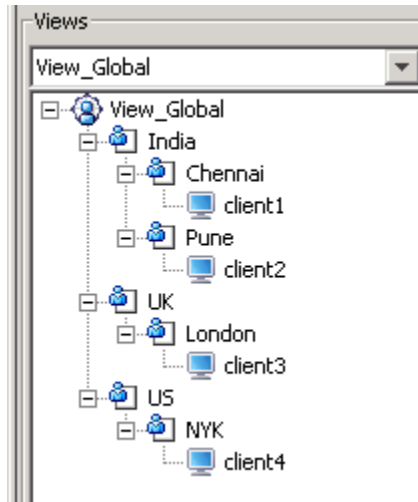 Views
View_Global
View_Global
India
Chennai
client1
Pune
client2
UK
London
client3
US
NYK
client4